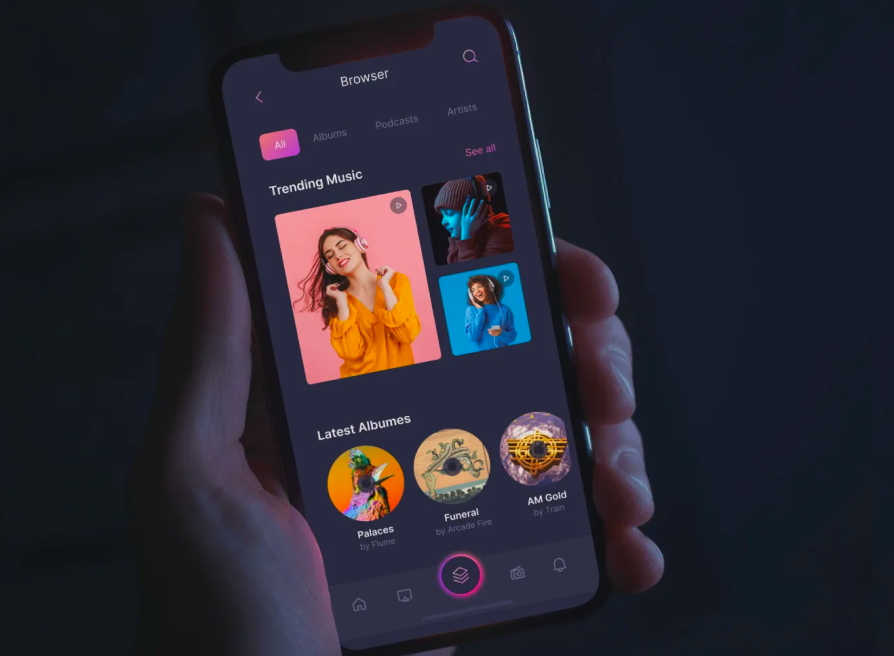 Browser
All
Albums
Podcasts
Artists
Trending Music
See all
Latest Albumes
Palaces
by Flume
Funeral
by Arcade Fire
AM Gold
by Train